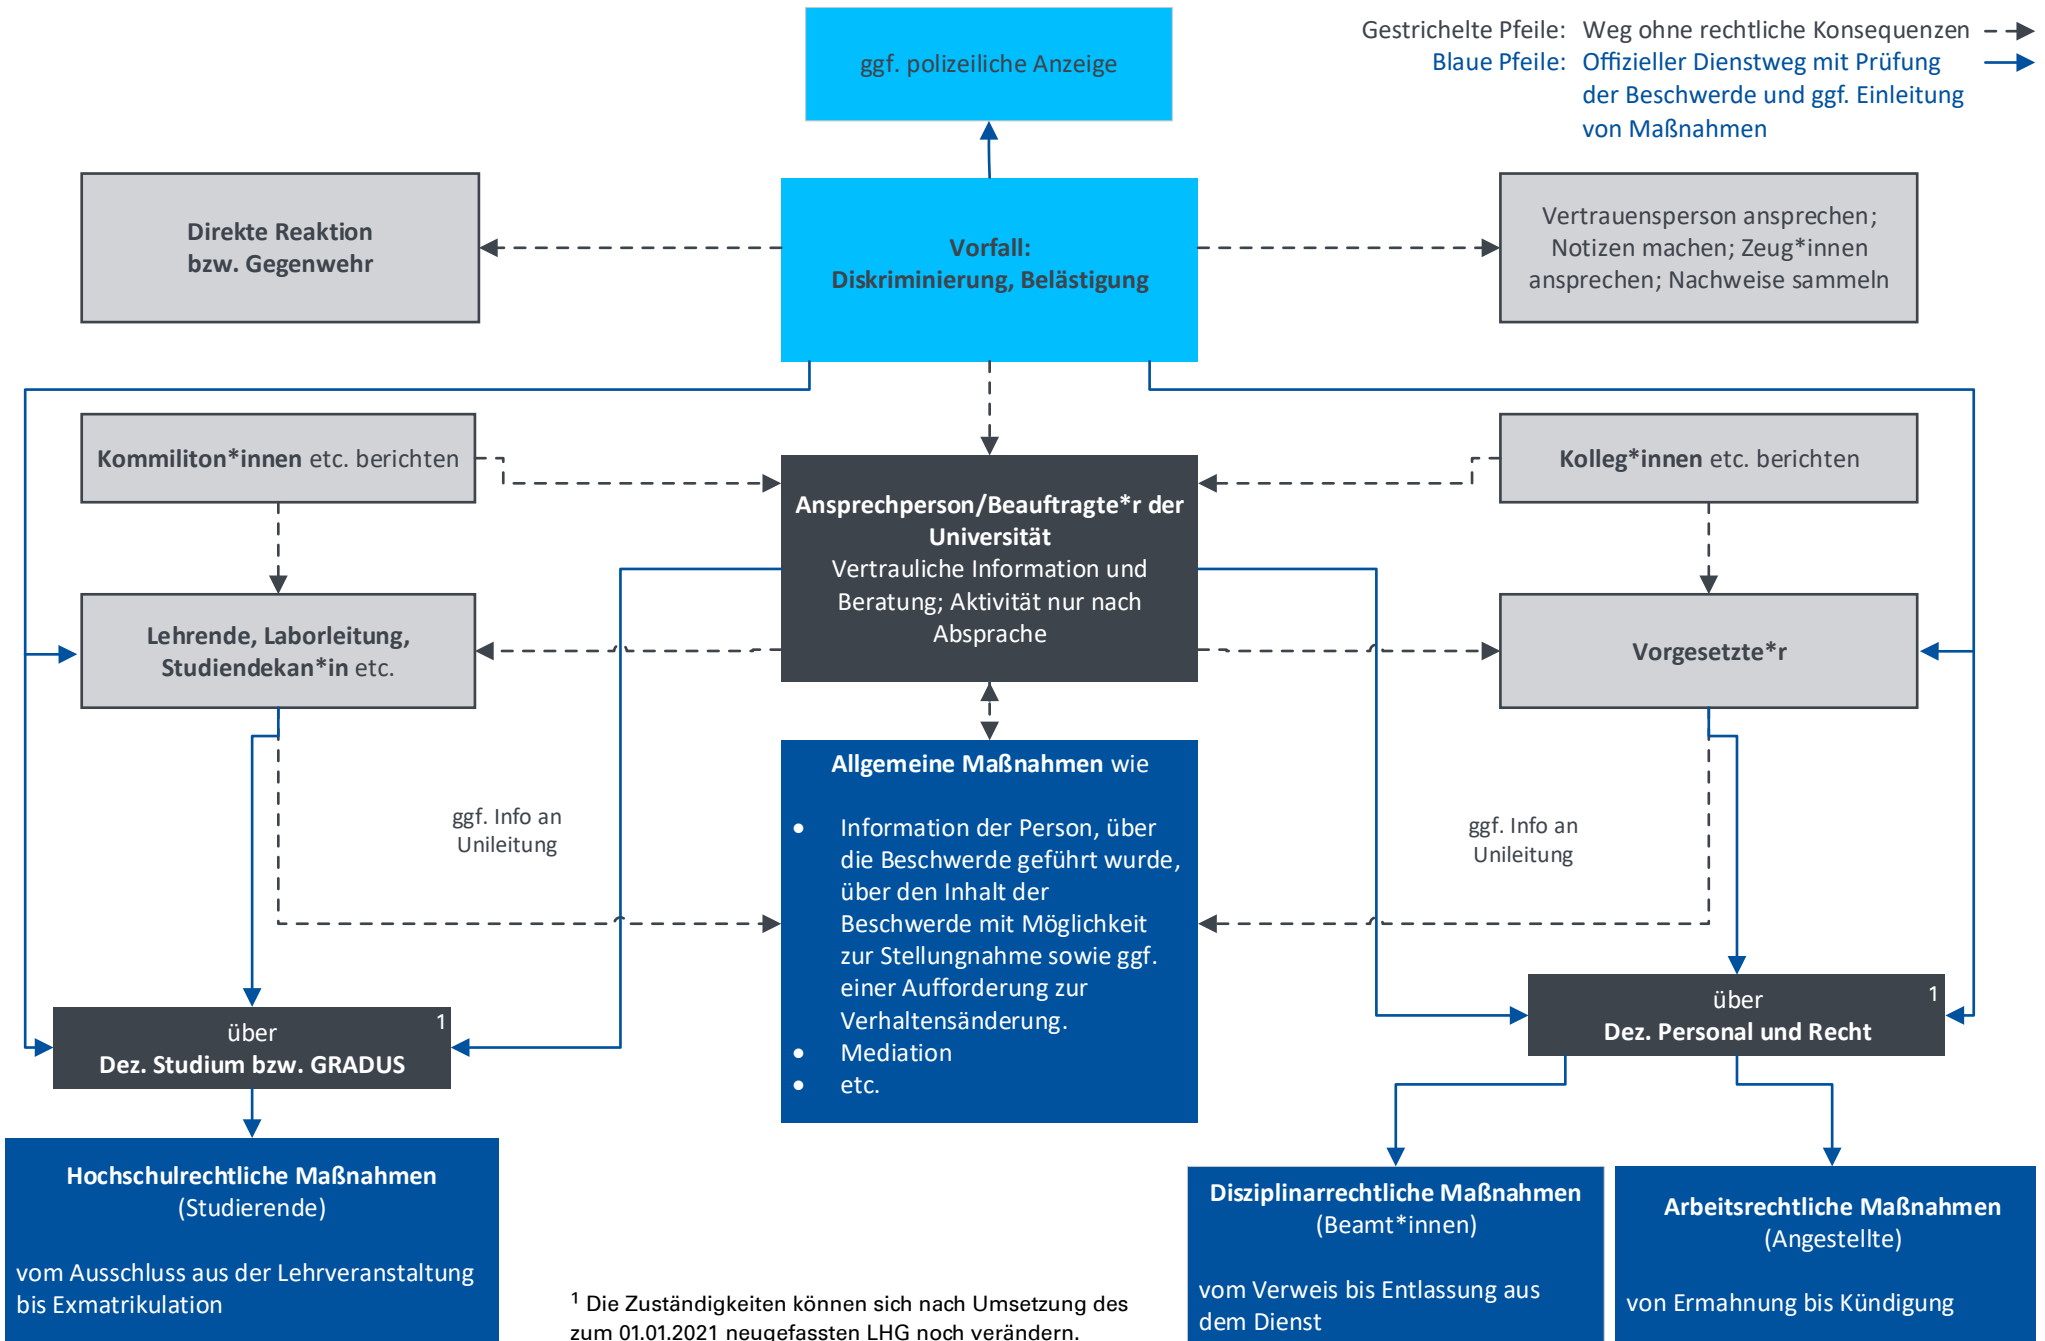 ggf. polizeiliche Anzeige
Gestrichelte Pfeile: Weg ohne rechtliche Konsequenzen
Blaue Pfeile: Offizieller Dienstweg mit Prüfung
der Beschwerde und ggf. Einleitung
von Maßnahmen
Direkte Reaktion
bzw. Gegenwehr
Vorfall:
Diskriminierung, Belästigung
Vertrauensperson ansprechen;
Notizen machen; Zeug*innen
ansprechen; Nachweise sammeln
Kommiliton*innen etc. berichten
Ansprechperson/Beauftragte*r der
Universität
Vertrauliche Information und
Beratung; Aktivität nur nach
Absprache
Kolleg*innen etc. berichten
Lehrende, Laborleitung,
Studiendekan*in etc.
Vorgesetzte*r
ggf. Info an
Unileitung
Allgemeine Maßnahmen wie
• Information der Person, über
die Beschwerde geführt wurde,
über den Inhalt der
Beschwerde mit Möglichkeit
zur Stellungnahme sowie ggf.
einer Aufforderung zur
Verhaltensänderung.
• Mediation
• etc.
ggf. Info an
Unileitung
über 1
Dez. Studium bzw. GRADUS
über 1
Dez. Personal und Recht
Hochschulrechtliche Maßnahmen
(Studierende)
vom Ausschluss aus der Lehrveranstaltung
bis Exmatrikulation
Disziplinarrechtliche Maßnahmen
(Beamt*innen)
vom Verweis bis Entlassung aus
dem Dienst
Arbeitsrechtliche Maßnahmen
(Angestellte)
von Ermahnung bis Kündigung
1 Die Zuständigkeiten können sich nach Umsetzung des
zum 01.01.2021 neugefassten LHG noch verändern.